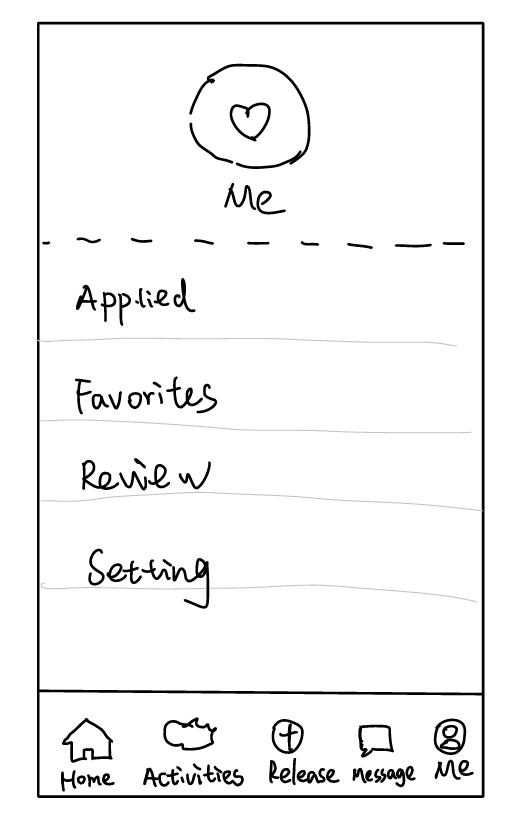 Me
Applied
Favorites
Review
Setting
Home Activities Release Message Me